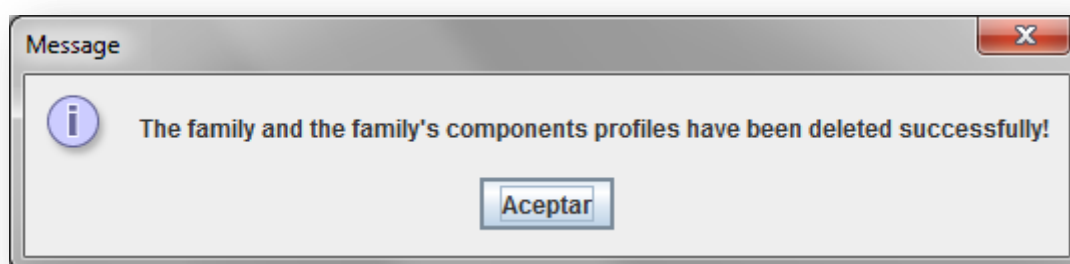 Message
The family and the family's components profiles have been deleted successfully!
Aceptar